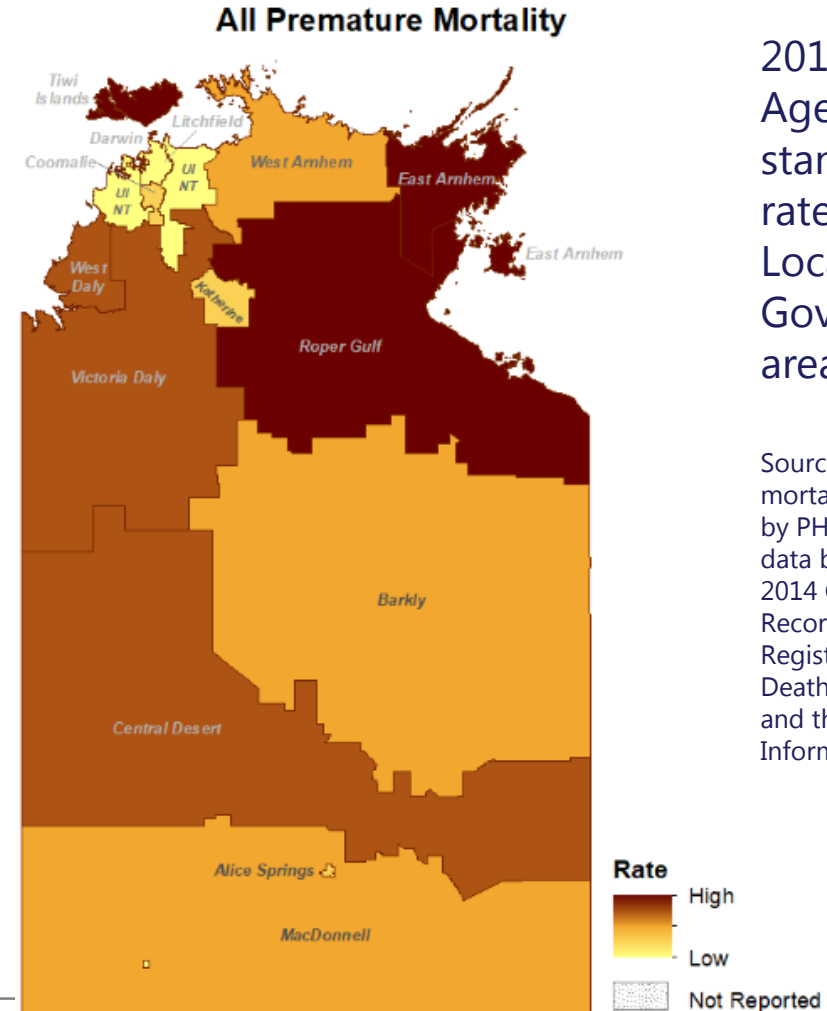 All Premature Mortality
Tiwi
Islands
Darwin
Litchfield
Coomalie
UI
NT
UI
NT
West Arnhem
East Arnhem
East Arnhem
West
Daly
Katherine
Roper Gulf
Victoria Daly
Barkly
Central Desert
Alice Springs
MacDonnell
Rate
High
Low
Not Reported
201
Age
stan
rate
Loca
Gov
area
Sourc
morta
by PH
data b
2014
Recor
Regist
Death
and th
Inform